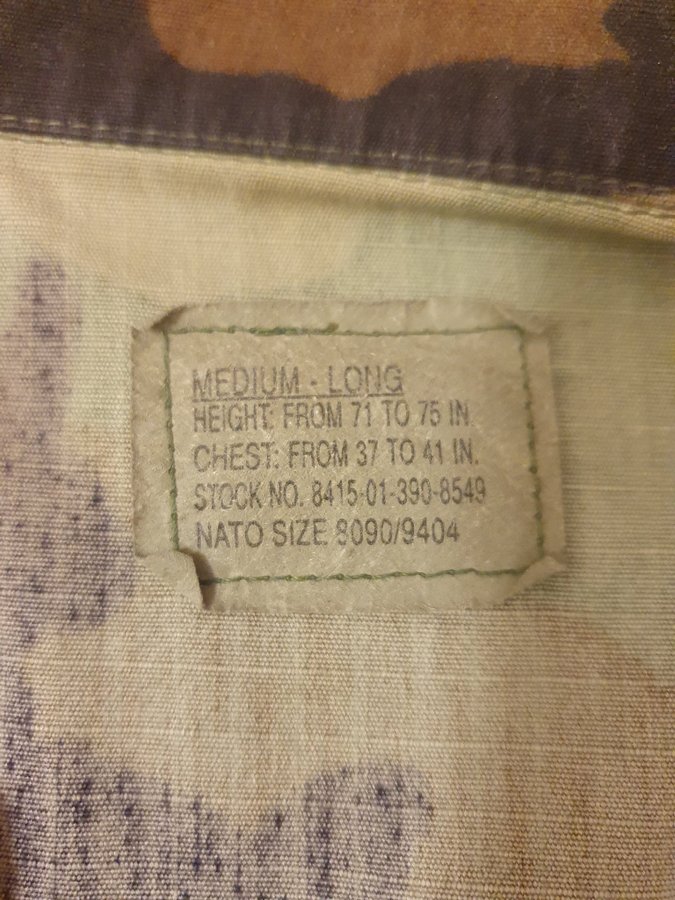 MEDIUM - LONG
HEIGHT: FROM 71 TO 75 IN.
CHEST: FROM 37 TO 41 IN.
STOCK NO. 8415-01-390-8549
NATO SIZE 8090/9404